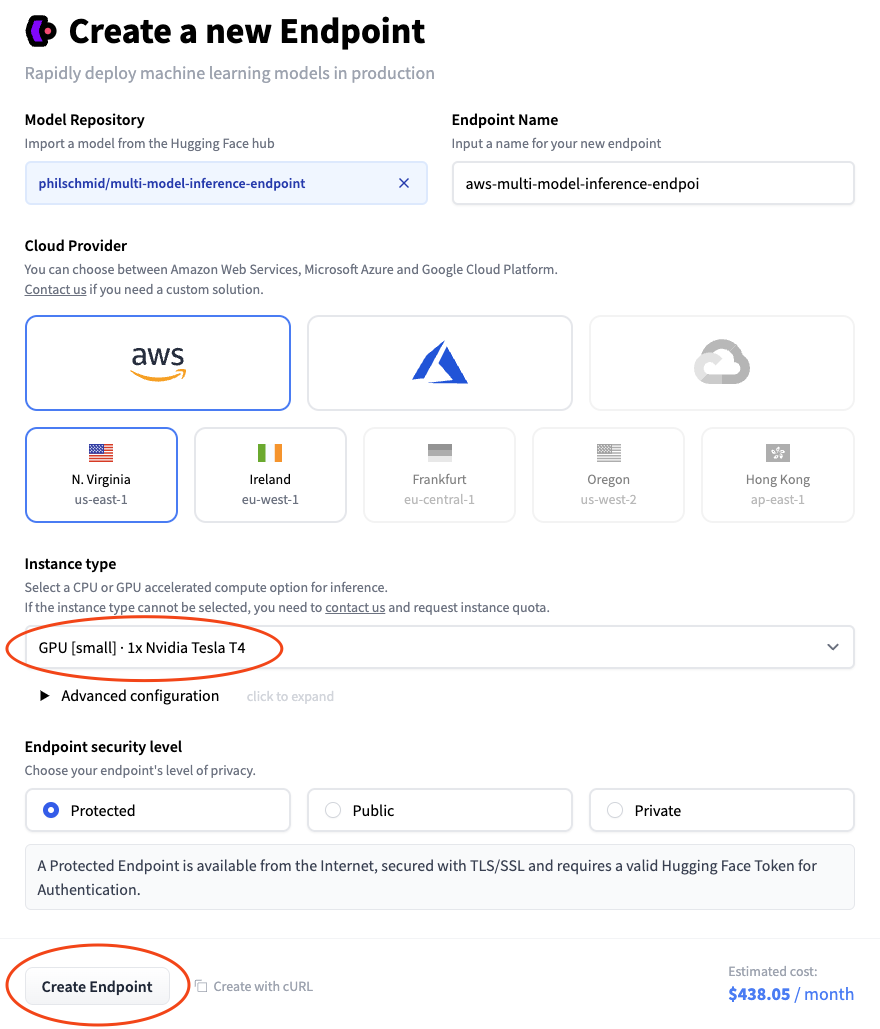 Create a new Endpoint
Rapidly deploy machine learning models in production
Model Repository
Import a model from the Hugging Face hub
philschmid/multi-model-inference-endpoint
Endpoint Name
Input a name for your new endpoint
aws-multi-model-inference-endpoi
Cloud Provider
You can choose between Amazon Web Services, Microsoft Azure and Google Cloud Platform.
Contact us if you need a custom solution.
aws
N. Virginia
us-east-1
Ireland
eu-west-1
Frankfurt
eu-central-1
Oregon
us-west-2
Hong Kong
ap-east-1
Instance type
Select a CPU or GPU accelerated compute option for inference.
If the instance type cannot be selected, you need to contact us and request instance quota.
GPU [small] · 1x Nvidia Tesla T4
Advanced configuration click to expand
Endpoint security level
Choose your endpoint's level of privacy.
Protected
Public
Private
A Protected Endpoint is available from the Internet, secured with TLS/SSL and requires a valid Hugging Face Token for
Authentication.
Create Endpoint
Create with cURL
Estimated cost:
$438.05 / month